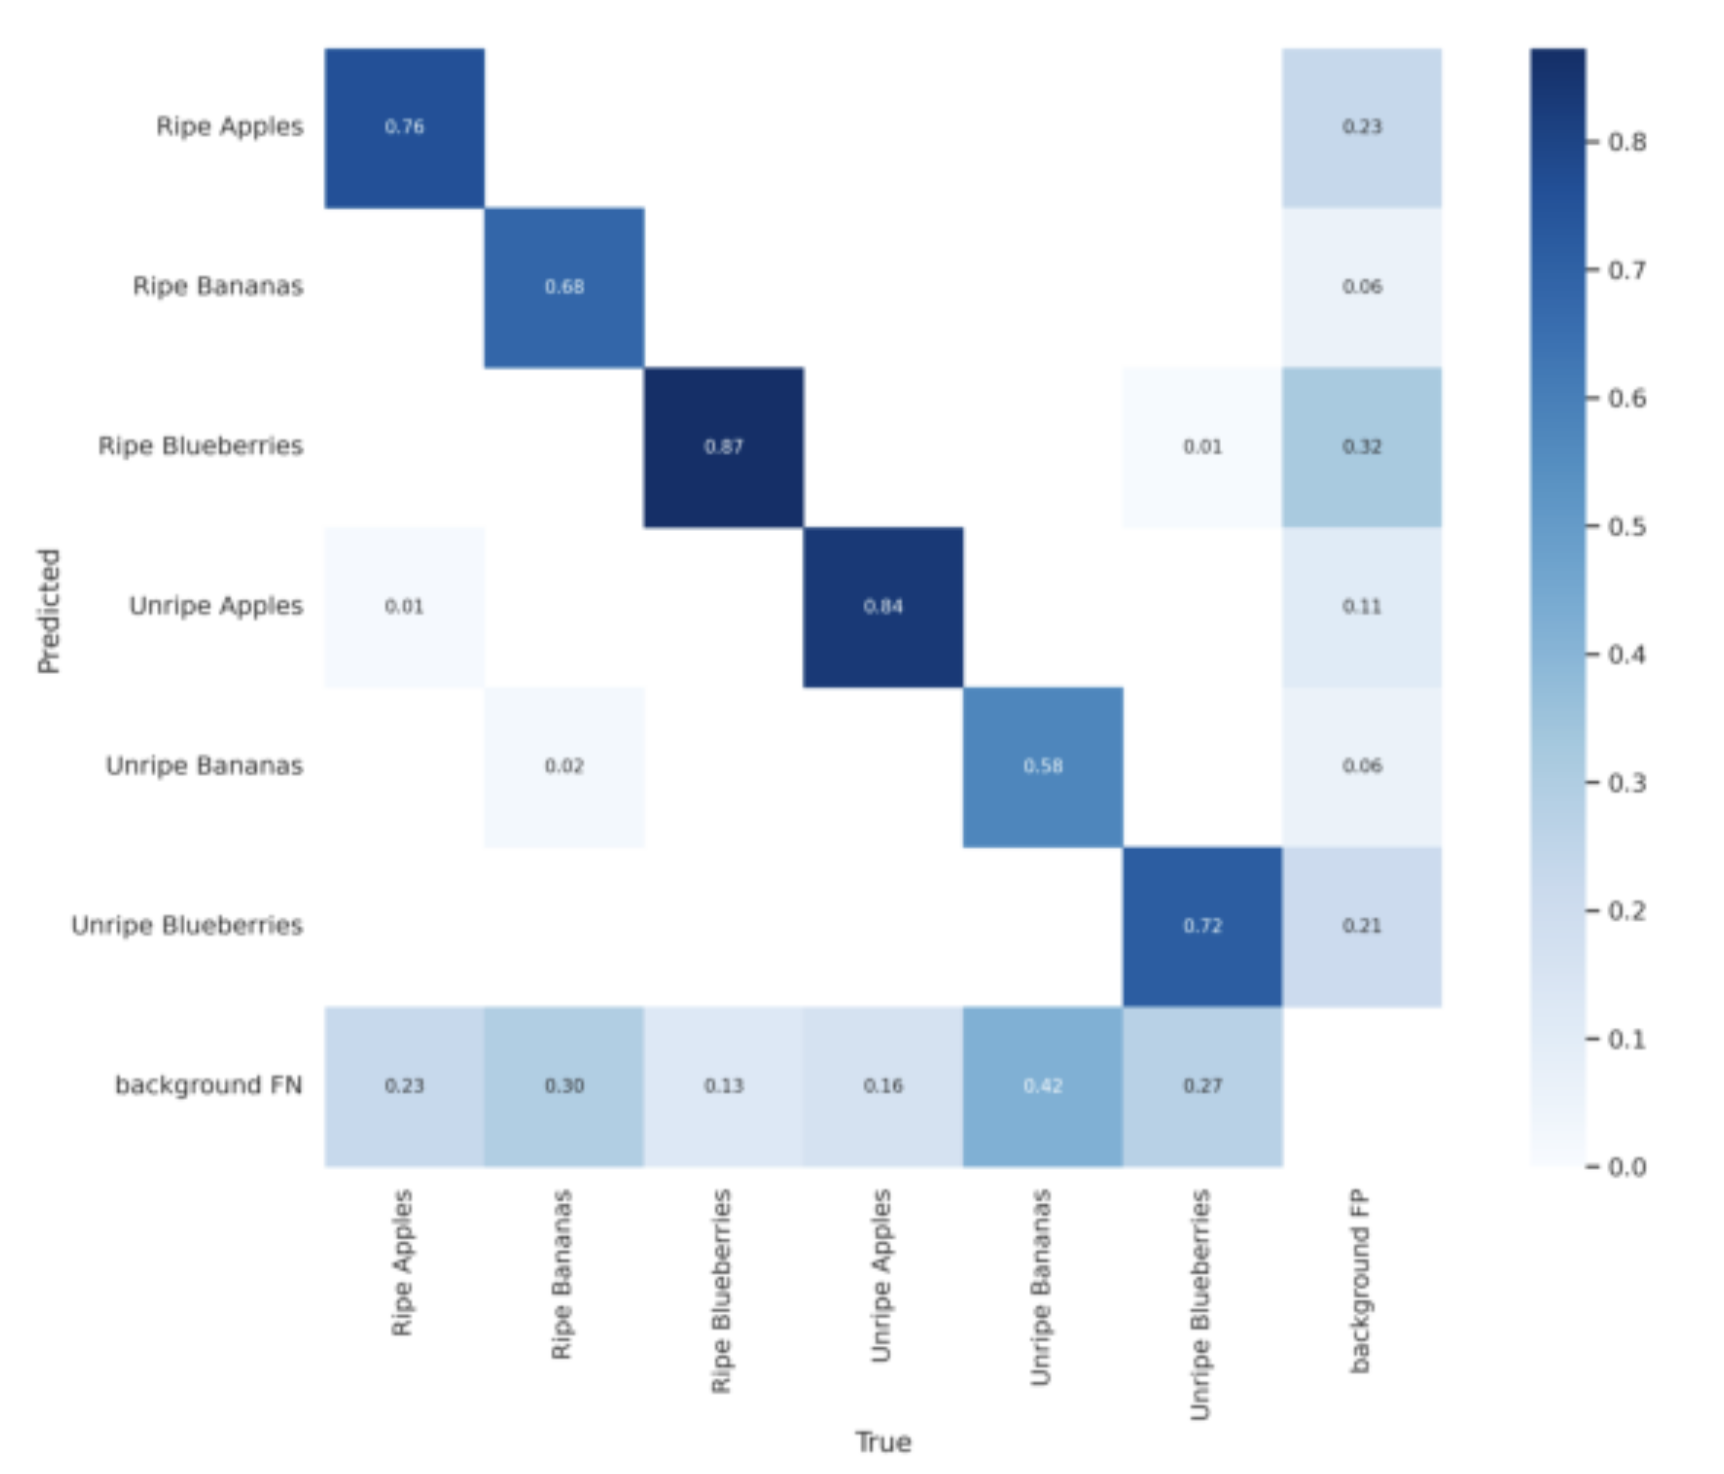 Ripe Apples 0.76 0.23
Ripe Bananas 0.68 0.06
Ripe Blueberries 0.87 0.01 0.32
Unripe Apples 0.01 0.84 0.11
Unripe Bananas 0.02 0.58 0.06
Unripe Blueberries 0.72 0.21
background FN 0.23 0.30 0.13 0.16 0.42 0.27
Predicted
Ripe Apples
Ripe Bananas
Ripe Blueberries
Unripe Apples
Unripe Bananas
Unripe Blueberries
background FP
True
0.8
0.7
0.6
0.5
0.4
0.3
0.2
0.1
0.0